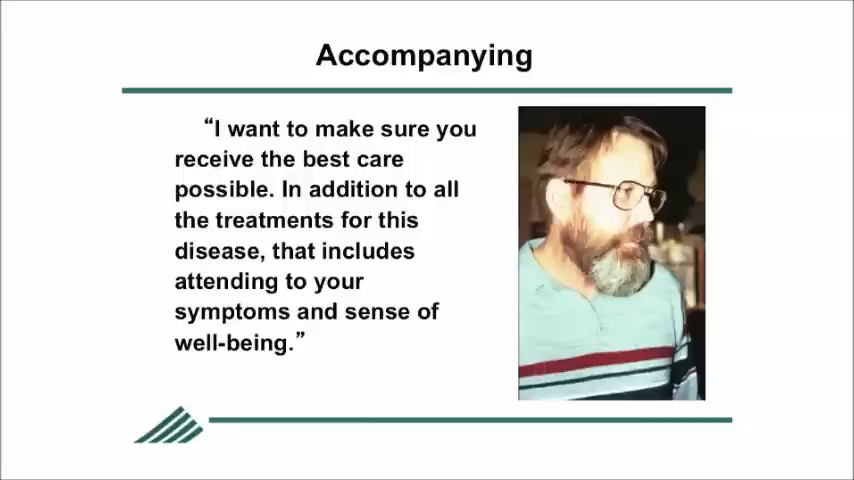 Accompanying
“I want to make sure you
receive the best care
possible. In addition to all
the treatments for this
disease, that includes
attending to your
symptoms and sense of
well-being.”